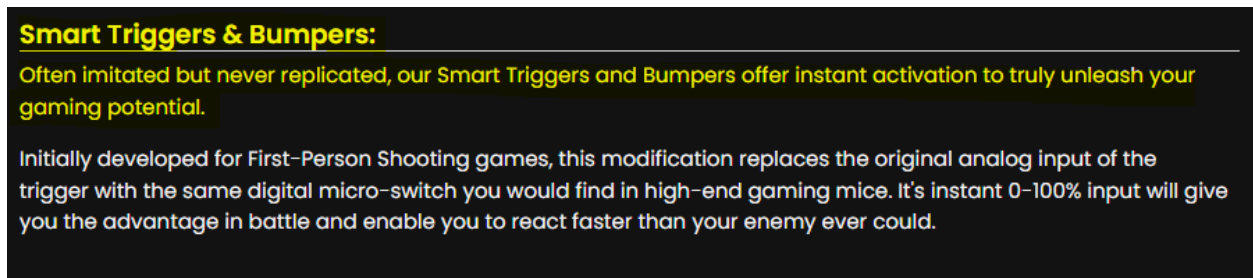 Smart Triggers & Bumpers:
Often imitated but never replicated, our Smart Triggers and Bumpers offer instant activation to truly unleash your
gaming potential.
Initially developed for First-Person Shooting games, this modification replaces the original analog input of the
trigger with the same digital micro-switch you would find in high-end gaming mice. It's instant 0-100% input will give
you the advantage in battle and enable you to react faster than your enemy ever could.